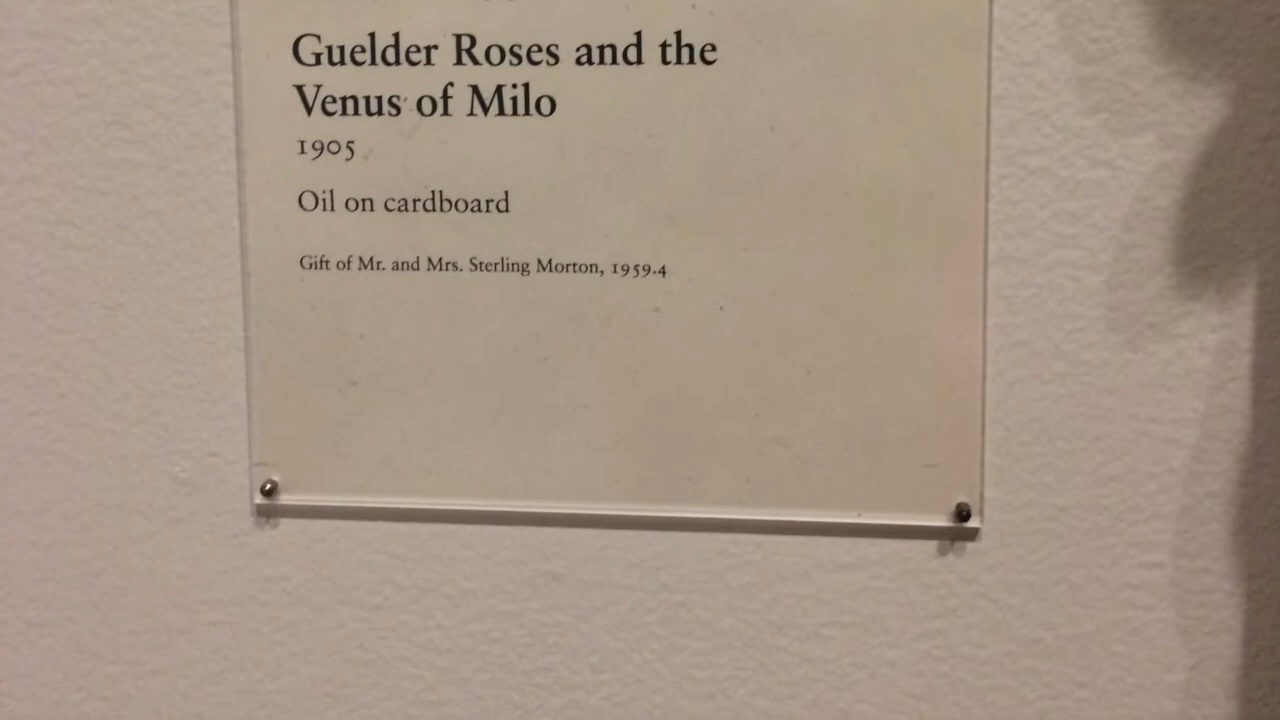 Guelder Roses and the
Venus of Milo
1905
Oil on cardboard
Gift of Mr. and Mrs. Sterling Morton, 1959.4